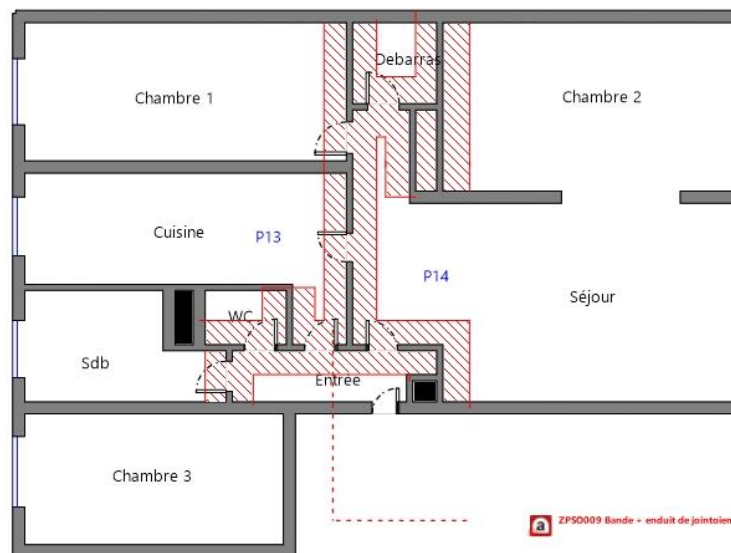 Debarras
Chambre 1
Chambre 2
Cuisine
P13
P14
Séjour
WC
Sdb
Entrée
Chambre 3
a ZPSO009 Bande + enduit de jointoien